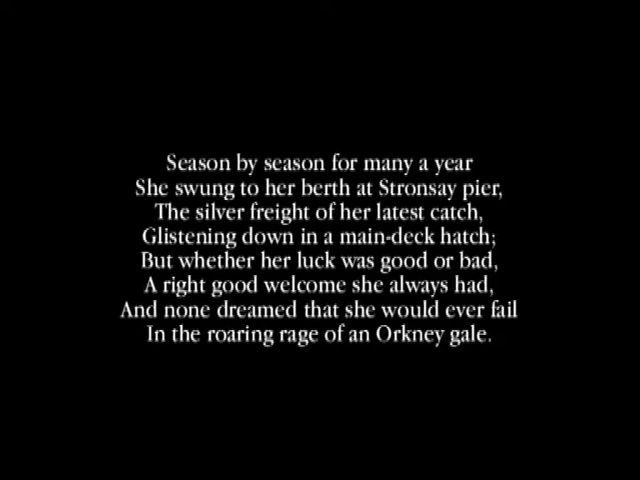 Season by season for many a year
She swung to her berth at Stronsay pier,
The silver freight of her latest catch,
Glistening down in a main-deck hatch;
But whether her luck was good or bad,
A right good welcome she always had,
And none dreamed that she would ever fail
In the roaring rage of an Orkney gale.